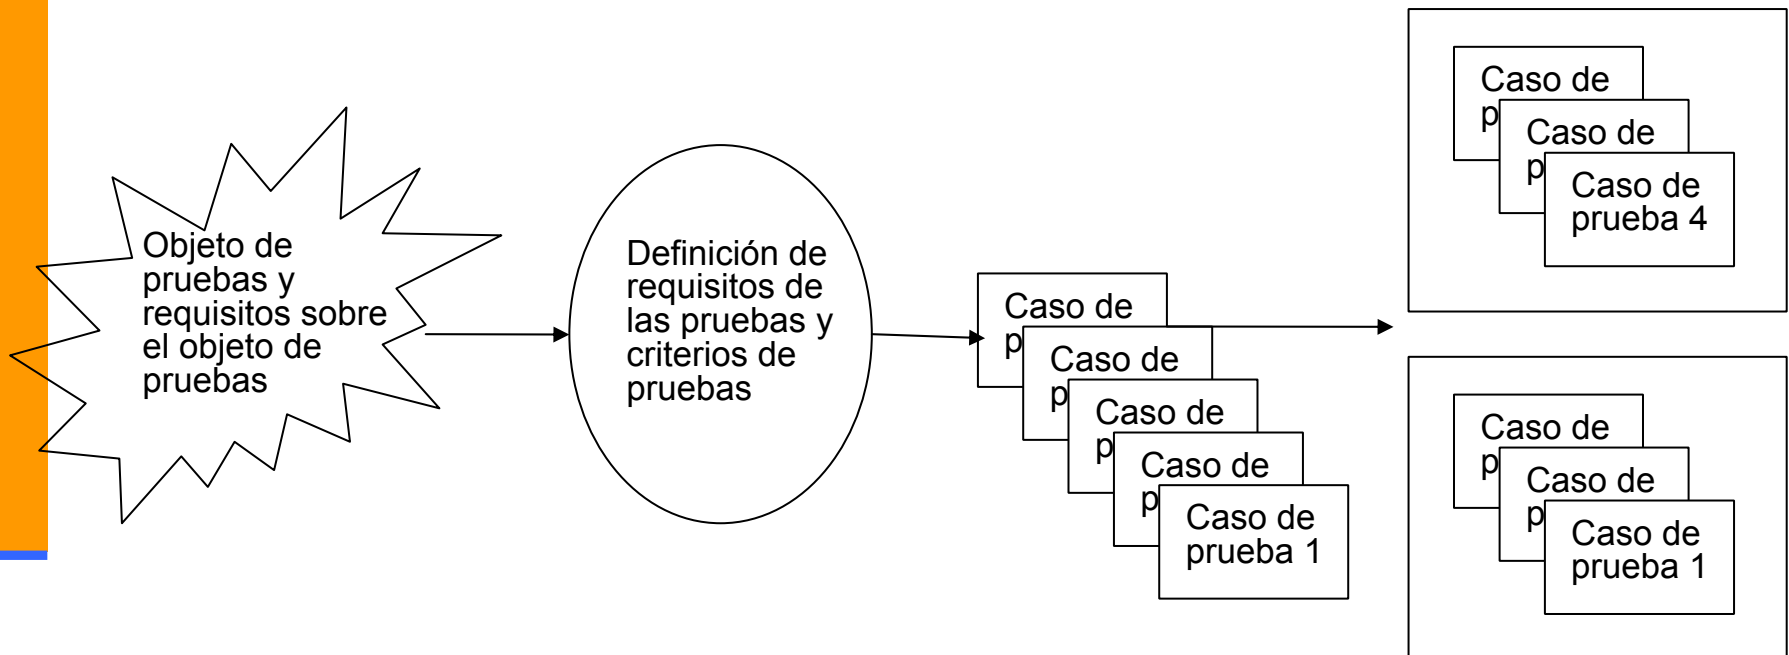 Objeto de
pruebas y
requisitos sobre
el objeto de
pruebas
Definición de
requisitos de
las pruebas y
criterios de
pruebas
Caso de
p
Caso de
p
Caso de
p
Caso de
p
Caso de
prueba 1
Caso de
p
Caso de
p
Caso de
prueba 4
Caso de
p
Caso de
p
Caso de
prueba 1